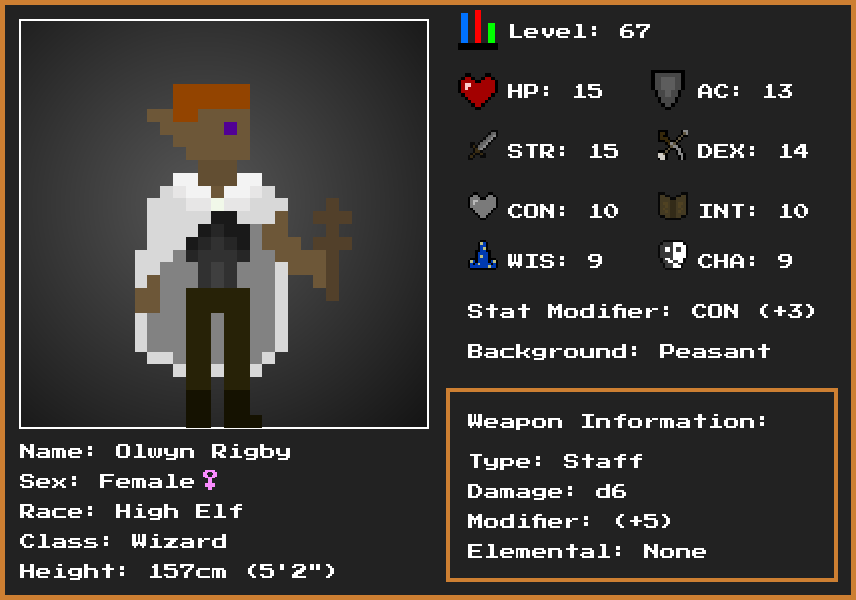 Level: 67
HP: 15
AC: 13
STR: 15
DEX: 14
CON: 10
INT: 10
WIS: 9
CHA: 9
Stat Modifier: CON (+3)
Background: Peasant
Weapon Information:
Type: Staff
Damage: d6
Modifier: (+5)
Elemental: None
Name: Olwyn Rigby
Sex: Female♀
Race: High Elf
Class: Wizard
Height: 157cm (5'2")